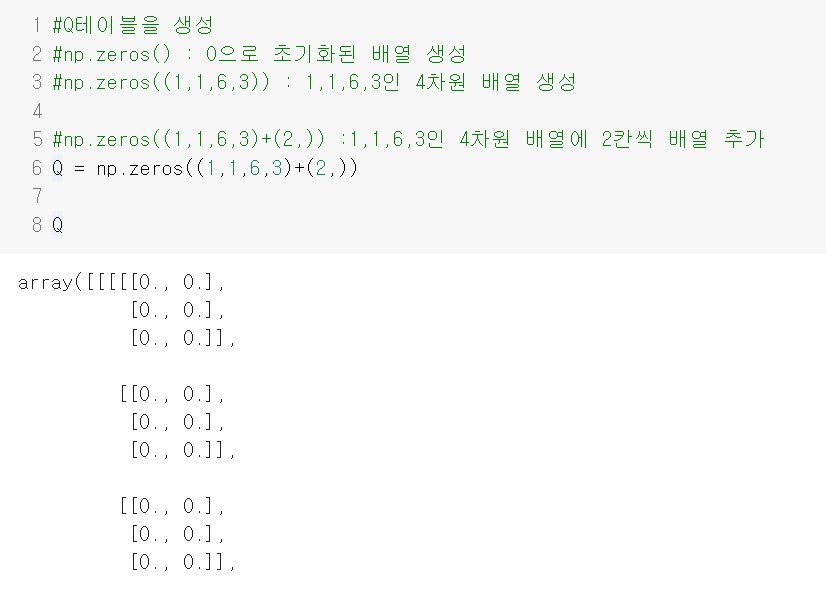 1 #Q테이블을 생성
2 #np.zeros() : 0으로 초기화된 배열 생성
3 #np.zeros((1,1,6,3)) : 1,1,6,3인 4차원 배열 생성
4
5 #np.zeros((1,1,6,3)+(2,)) :1,1,6,3인 4차원 배열에 2칸씩 배열 추가
6 Q = np.zeros((1,1,6,3)+(2,))
7
8 Q
array([[[[[0., 0.],
[0., 0.],
[0., 0.]],
[[0., 0.],
[0., 0.],
[0., 0.]],
[[0., 0.],
[0., 0.],
[0., 0.]],